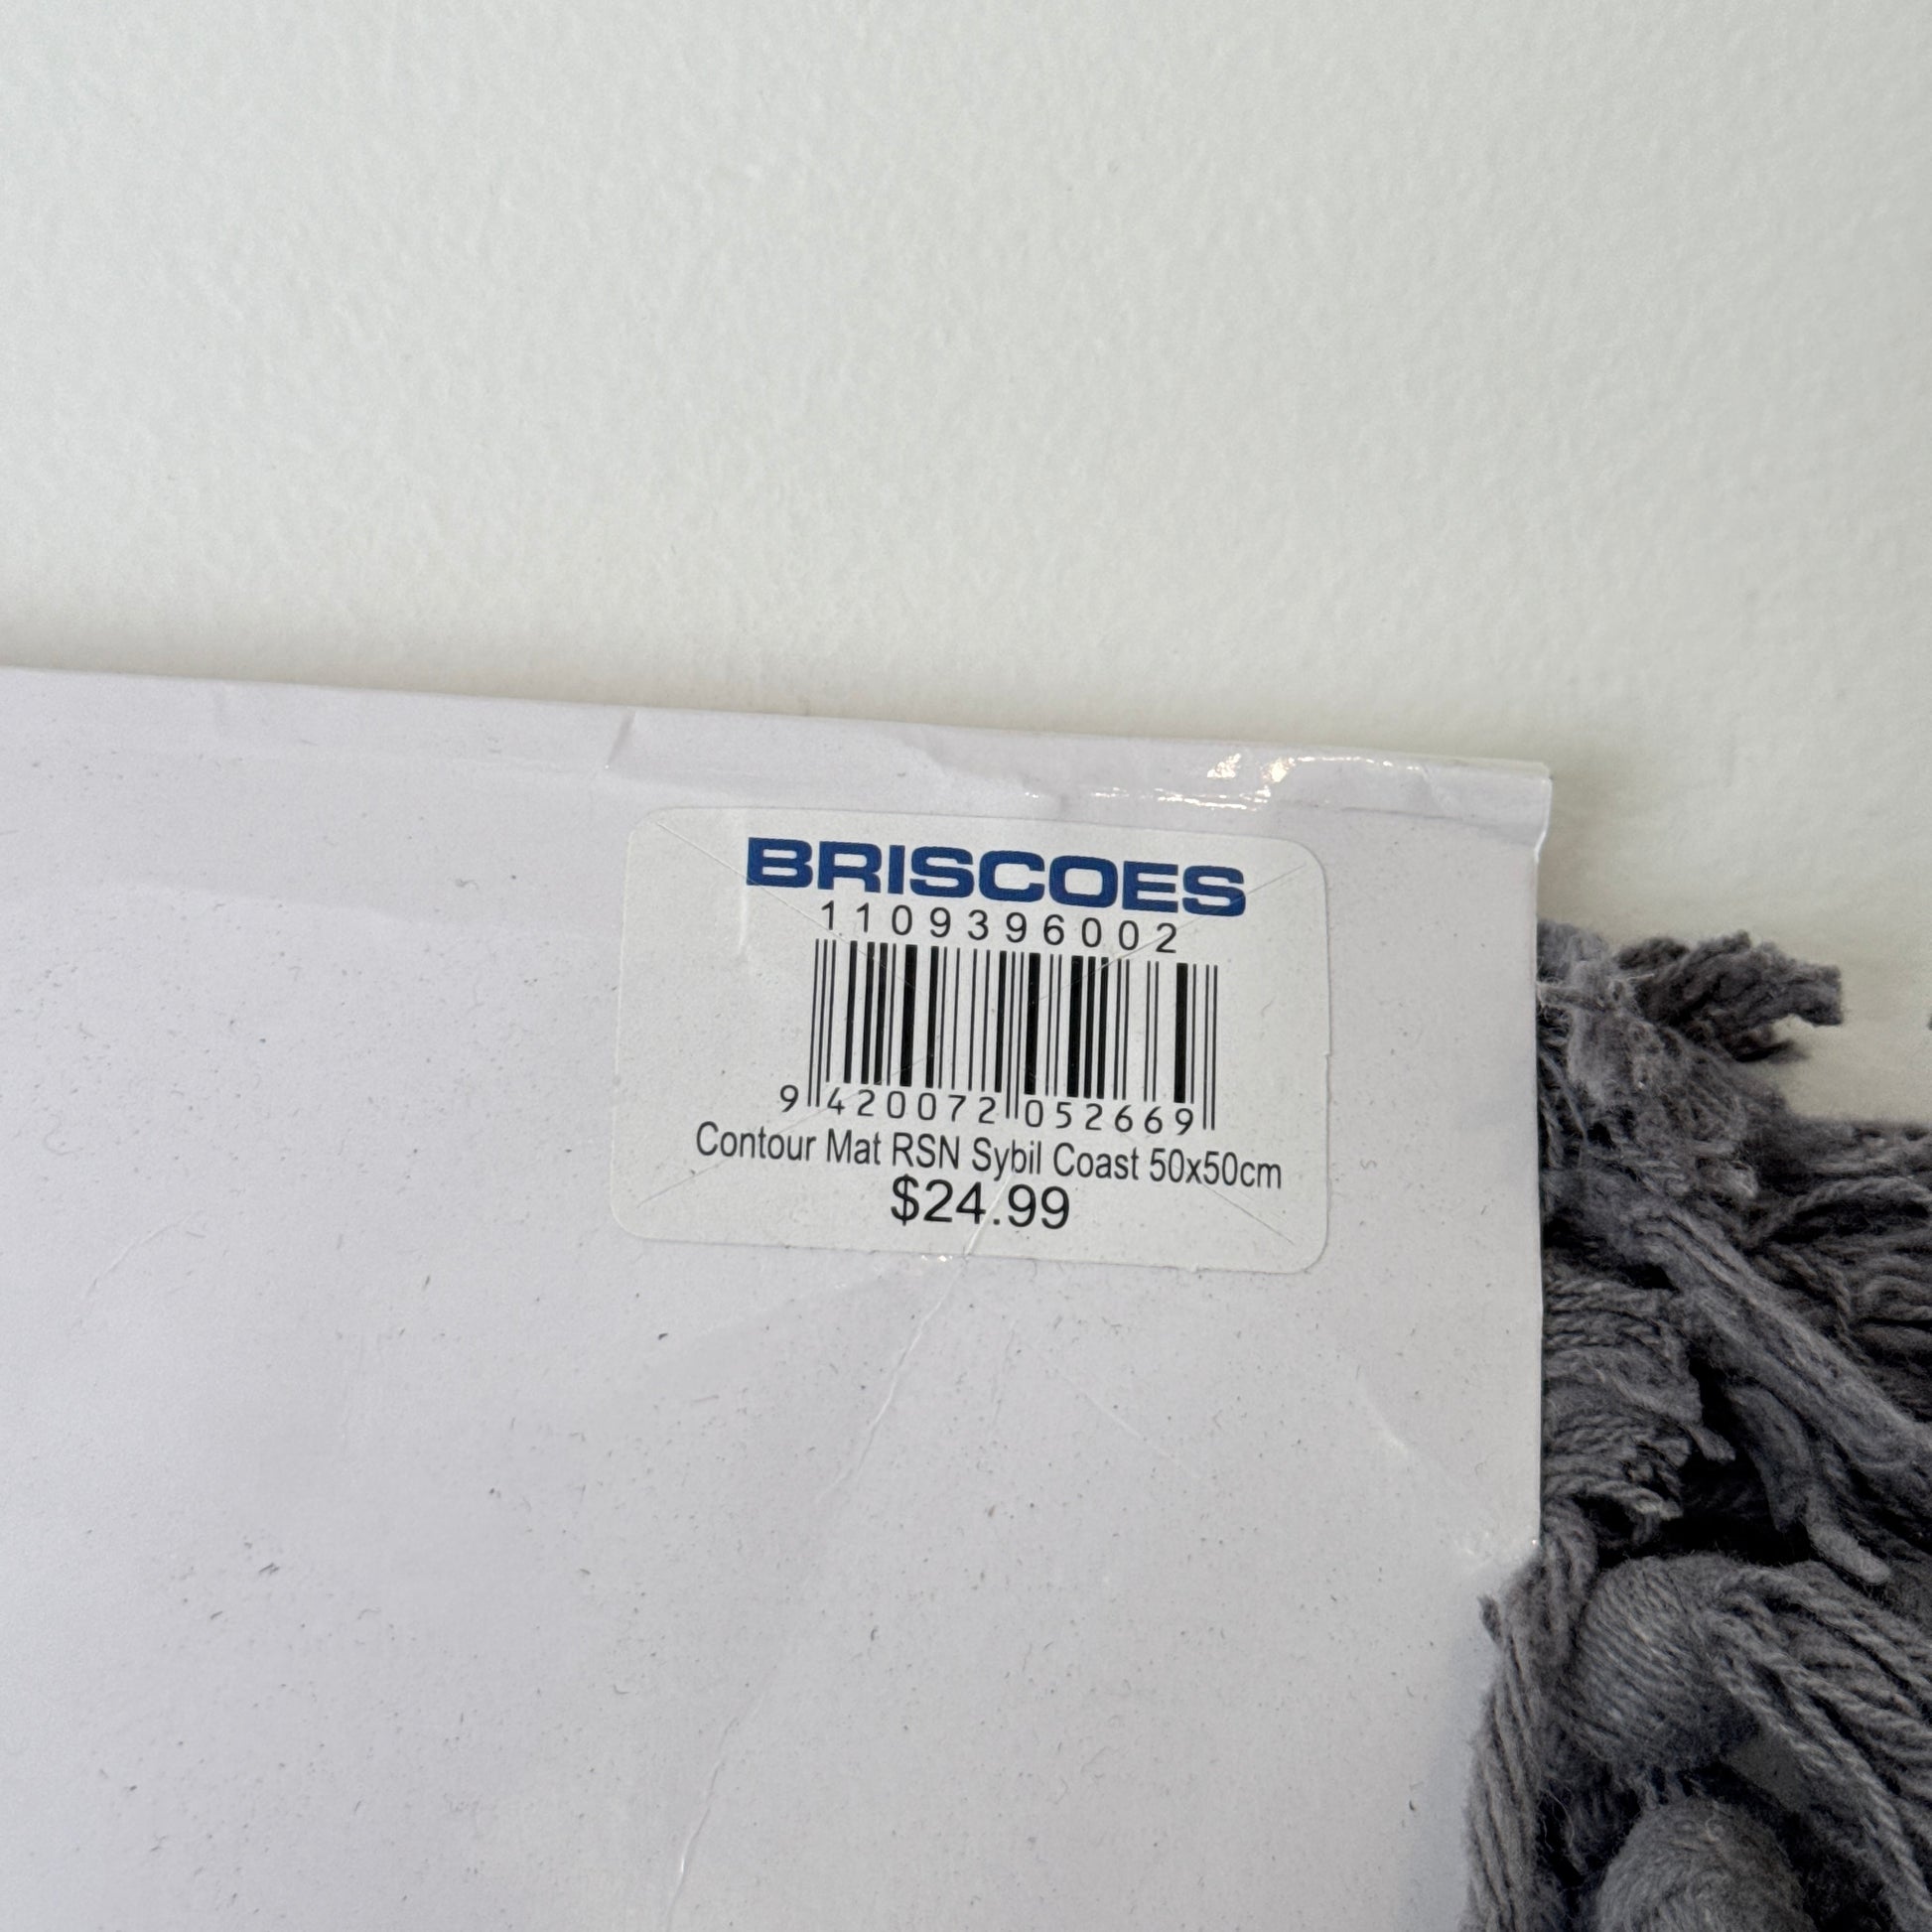 BRISCOES
1109396002
9 420072 052669
Contour Mat RSN Sybil Coast 50x50cm
$24.99